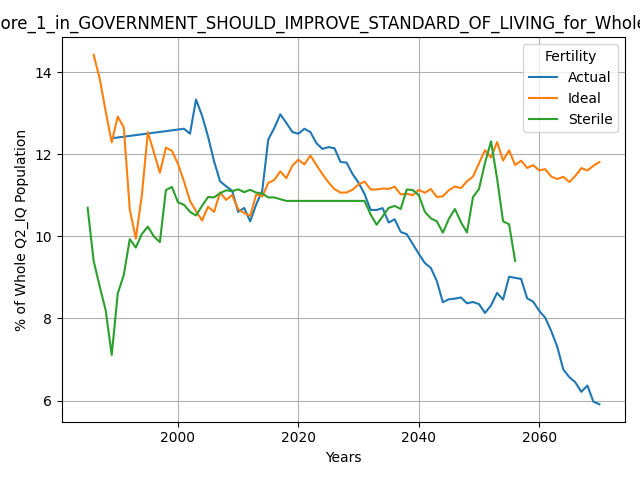 ore_1_in_GOVERNMENT_SHOULD_IMPROVE_STANDARD_OF_LIVING_for_Whole
Fertility
Actual
Ideal
Sterile
% of Whole Q2_IQ Population
14
12
10
8
6
2000
2020
2040
2060
Years